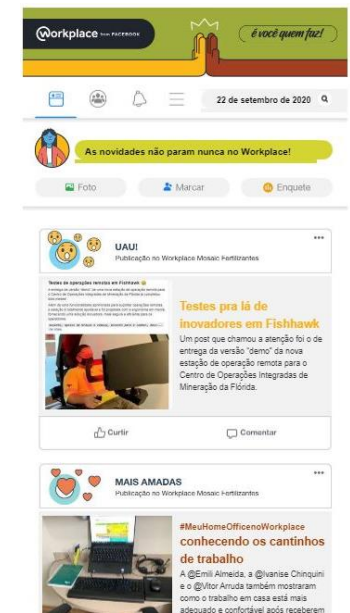 Workplace from FACEBOOK
é você quem faz!
22 de setembro de 2020
As novidades não param nunca no Workplace!
Foto
Marcar
Enquete
UAU!
Publicação no Workplace Mosaic Fertilizantes
Testes de operações remotas em Fishhawk
Testes pra lá de
inovadores em Fishhawk
Um post que chamou a atenção foi o de
entrega da versão "demo" da nova
estação de operação remota para o
Centro de Operações Integradas de
Mineração da Flórida.
Curtir
Comentar
MAIS AMADAS
Publicação no Workplace Mosaic Fertilizantes
#MeuHomeOfficenoWorkplace
conhecendo os cantinhos
de trabalho
A @Emili Almeida, a @Ivanise Chinquini
e o @Vitor Arruda também mostraram
como o trabalho em casa está mais
adequado e confortável após receberem